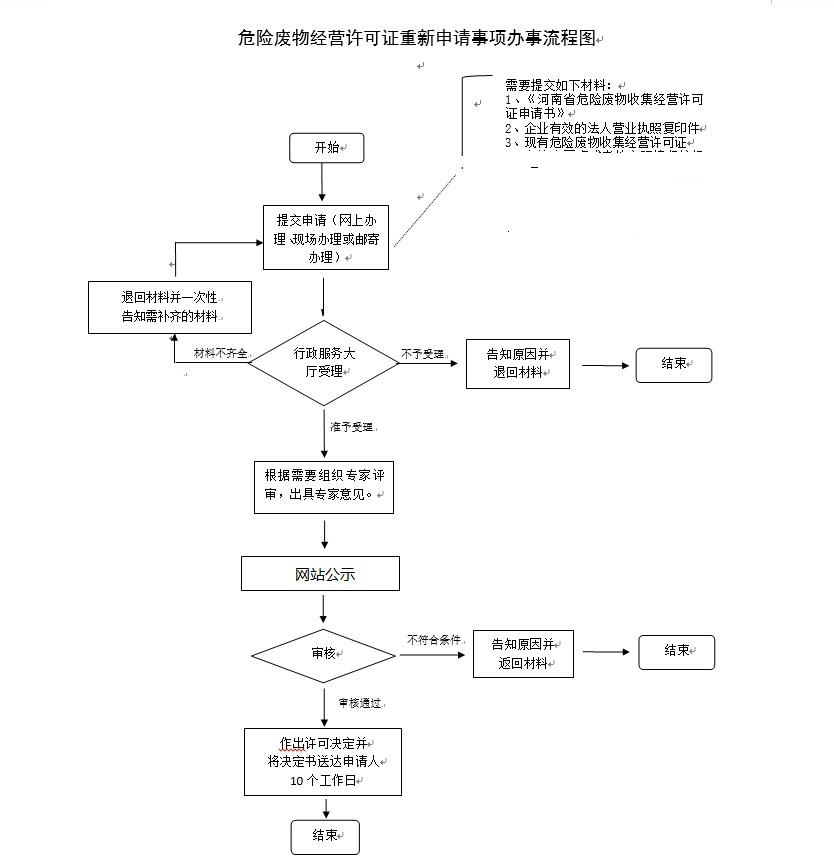 危险废物经营许可证重新申请事项办事流程图
需要提交如下材料：
1、《河南省危险废物收集经营许可
证申请书》
2、企业有效的法人营业执照复印件
3、现有危险废物收集经营许可证
开始
提交申请（网上办
理、现场办理或邮寄
办理）
退回材料并一次性
告知需补齐的材料
材料不齐全
行政服务大
厅受理
不予受理
告知原因并
退回材料
结束
准予受理
根据需要组织专家评
审，出具专家意见。
网站公示
审核
不符合条件
告知原因并
返回材料
结束
审核通过
作出许可决定并
将决定书送达申请人
10个工作日
结束